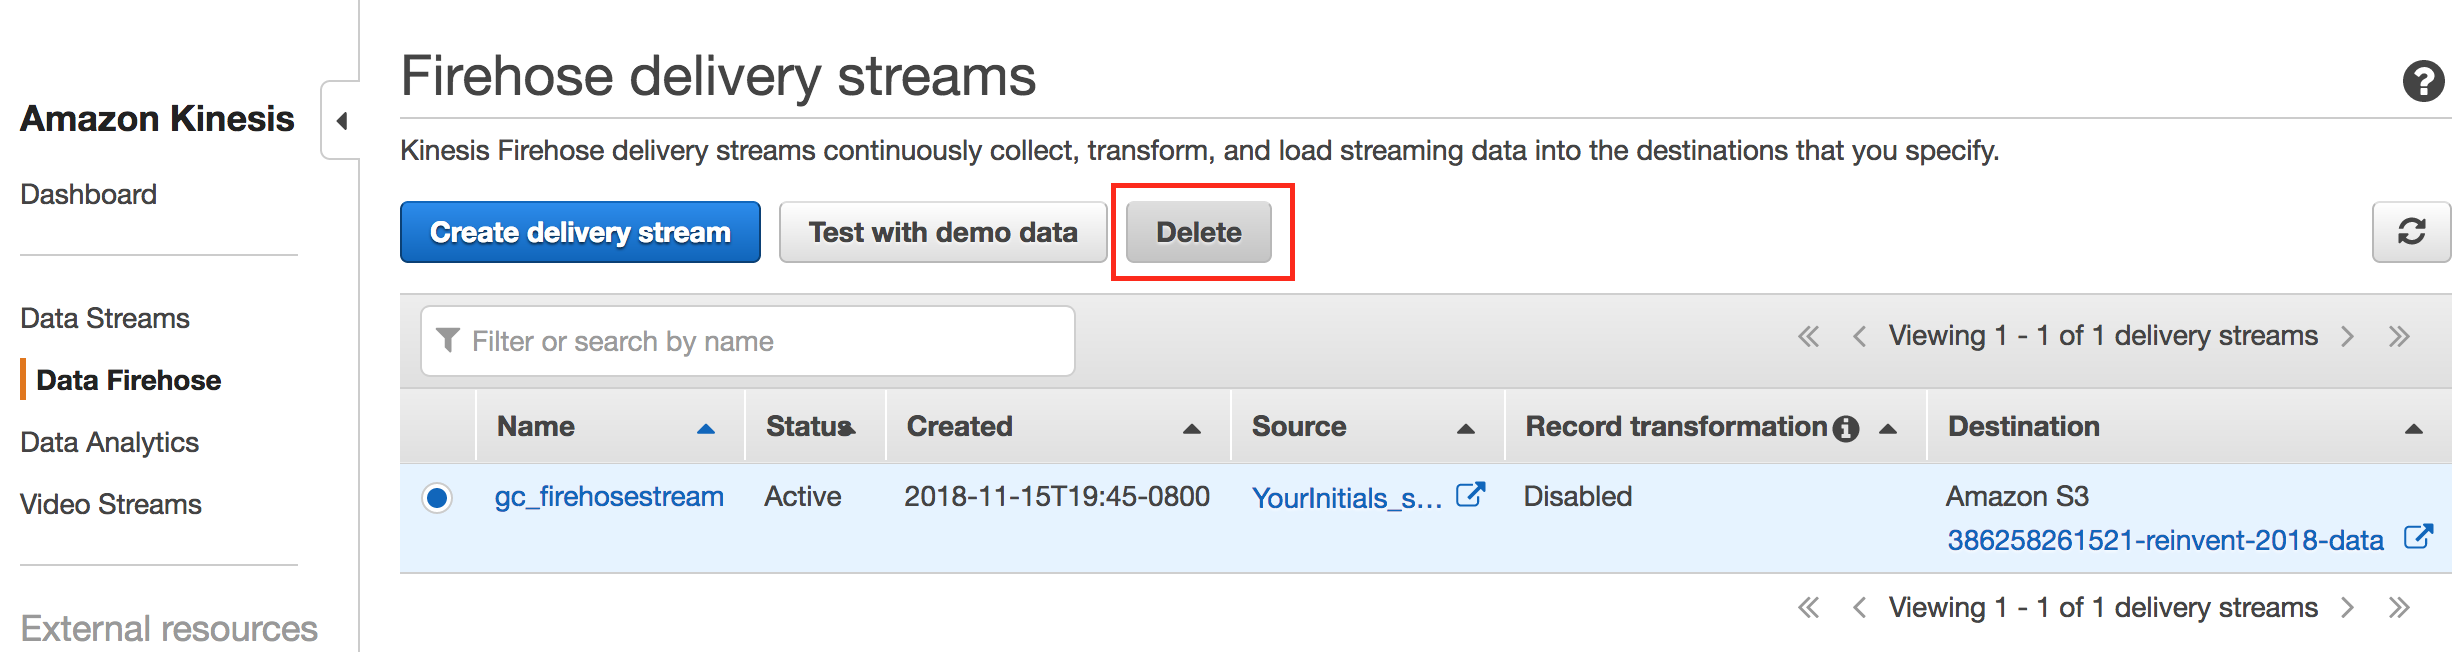 Amazon Kinesis
Dashboard
Data Streams
Data Firehose
Data Analytics
Video Streams
External resources
Firehose delivery streams
Kinesis Firehose delivery streams continuously collect, transform, and load streaming data into the destinations that you specify.
Create delivery stream Test with demo data Delete
Filter or search by name Viewing 1 - 1 of 1 delivery streams
Name Status Created Source Record transformation Destination
gc_firehosestream Active 2018-11-15T19:45-0800 YourInitials_s... Disabled Amazon S3
386258261521-reinvent-2018-data
Viewing 1 - 1 of 1 delivery streams